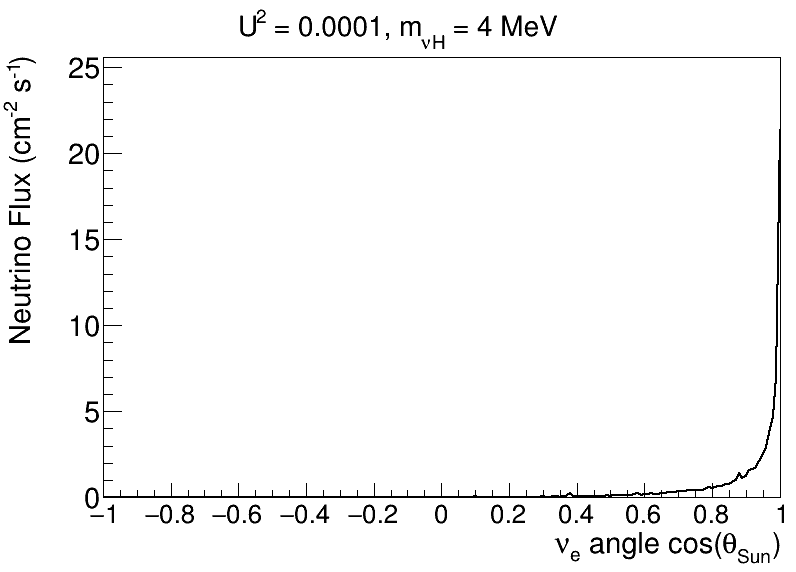 U² = 0.0001, m_νH = 4 MeV
Neutrino Flux (cm⁻² s⁻¹)
25
20
15
10
5
0
−1 −0.8 −0.6 −0.4 −0.2 0 0.2 0.4 0.6 0.8 1
ν_e angle cos(θ_Sun)